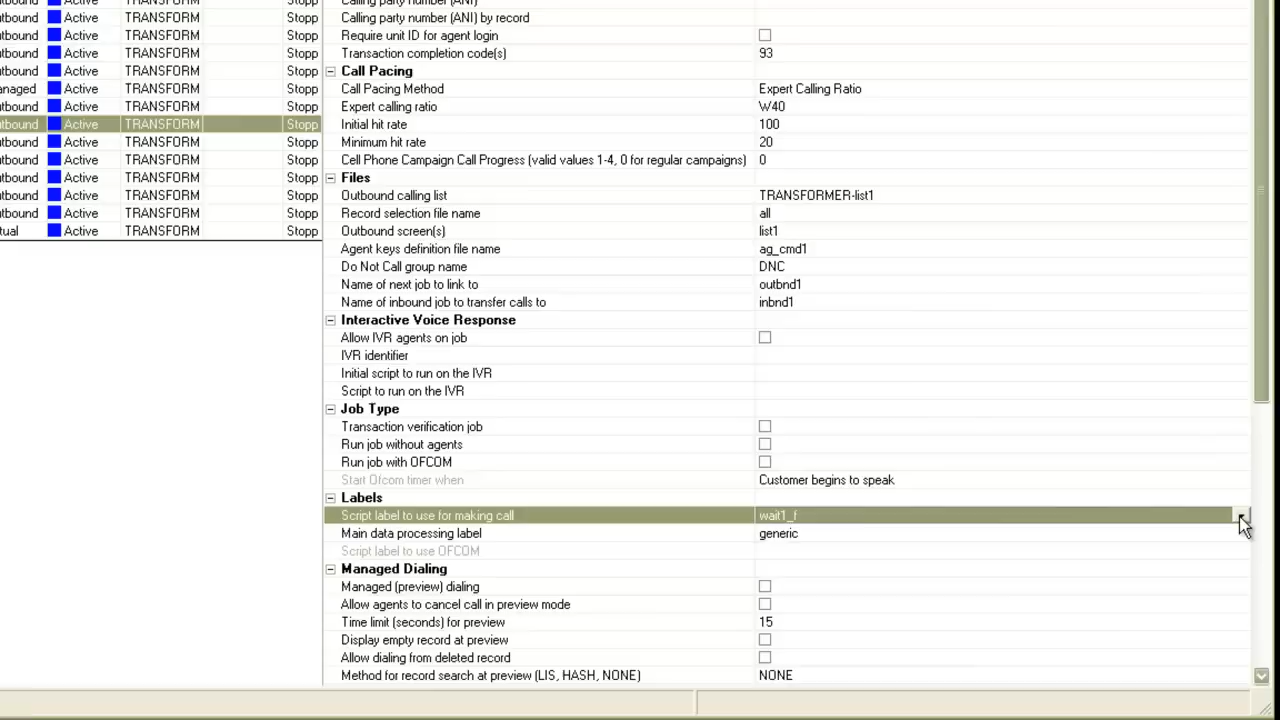 Calling party number (ANI)
tbound Active TRANSFORM Stopp
tbound Active TRANSFORM Stopp Calling party number (ANI) by record
tbound Active TRANSFORM Stopp Require unit ID for agent login
tbound Active TRANSFORM Stopp Transaction completion code(s) 93
tbound Active TRANSFORM Stopp Call Pacing
anaged Active TRANSFORM Stopp Call Pacing Method Expert Calling Ratio
tbound Active TRANSFORM Stopp Expert calling ratio W40
tbound Active TRANSFORM Stopp Initial hit rate 100
tbound Active TRANSFORM Stopp Minimum hit rate 20
tbound Active TRANSFORM Stopp Cell Phone Campaign Call Progress (valid values 1-4, 0 for regular campaigns) 0
tbound Active TRANSFORM Stopp Files
tbound Active TRANSFORM Stopp Outbound calling list TRANSFORMER-list1
tbound Active TRANSFORM Stopp Record selection file name all
tual Active TRANSFORM Stopp Outbound screen(s) list1
Agent keys definition file name ag_cmd1
Do Not Call group name DNC
Name of next job to link to outbnd1
Name of inbound job to transfer calls to inbnd1
Interactive Voice Response
Allow IVR agents on job
IVR identifier
Initial script to run on the IVR
Script to run on the IVR
Job Type
Transaction verification job
Run job without agents
Run job with OFCOM
Start Ofcom timer when Customer begins to speak
Labels
Script label to use for making call wait1_f
Main data processing label generic
Script label to use OFCOM
Managed Dialing
Managed (preview) dialing
Allow agents to cancel call in preview mode
Time limit (seconds) for preview 15
Display empty record at preview
Allow dialing from deleted record
Method for record search at preview (LIS, HASH, NONE) NONE